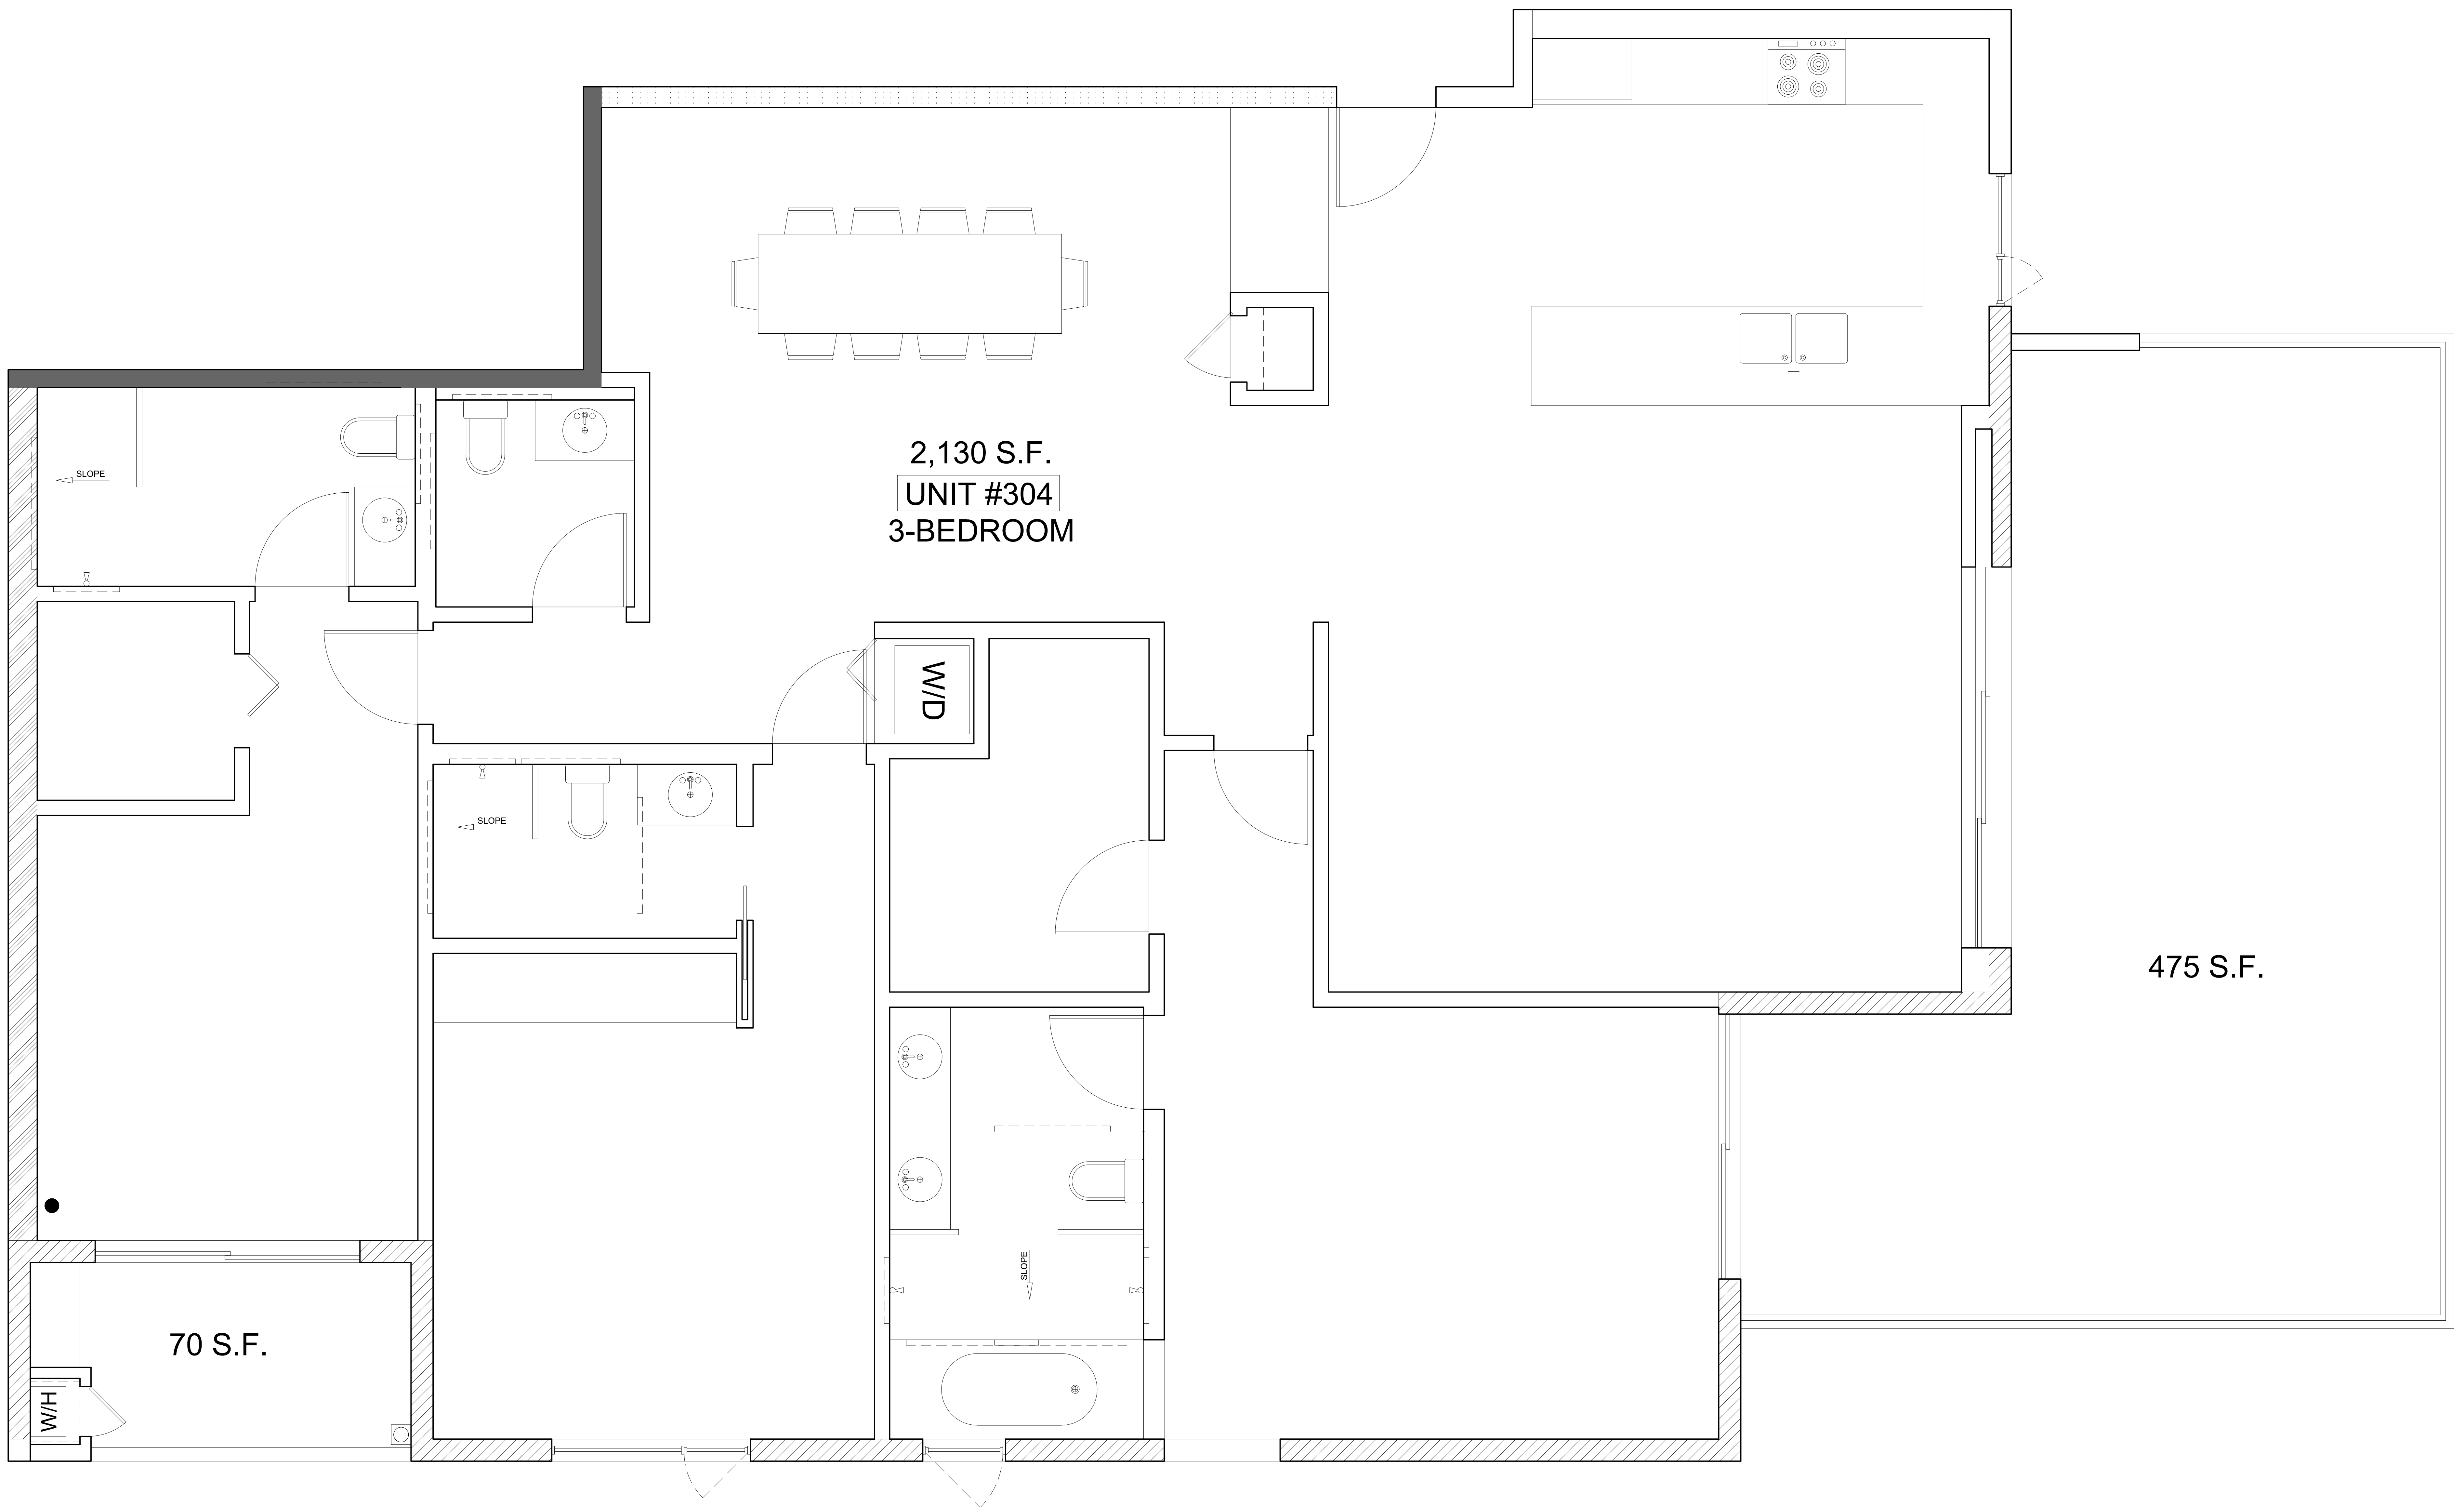 2,130 S.F.
UNIT #304
3-BEDROOM
SLOPE
W/D
SLOPE
475 S.F.
SLOPE
70 S.F.
W/H